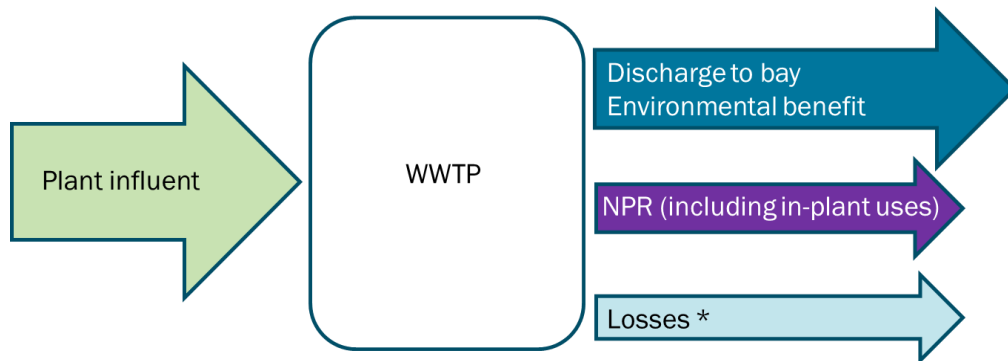 Plant influent
WWTP
Discharge to bay
Environmental benefit
NPR (including in-plant uses)
Losses *